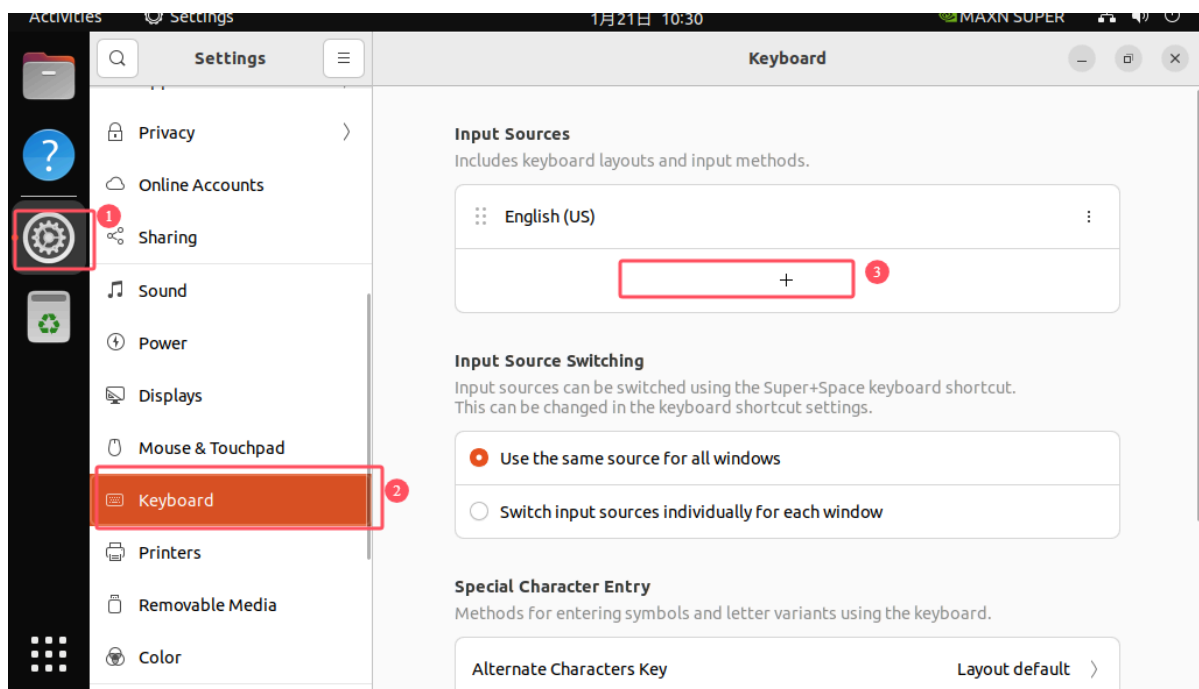 Activities
Settings
1月21日 10:30
MAXN SUPER
Settings
Keyboard
Privacy
Online Accounts
Sharing
Sound
Power
Displays
Mouse & Touchpad
Keyboard
Printers
Removable Media
Color
1
2
Input Sources
Includes keyboard layouts and input methods.
English (US)
+
3
Input Source Switching
Input sources can be switched using the Super+Space keyboard shortcut.
This can be changed in the keyboard shortcut settings.
Use the same source for all windows
Switch input sources individually for each window
Special Character Entry
Methods for entering symbols and letter variants using the keyboard.
Alternate Characters Key
Layout default